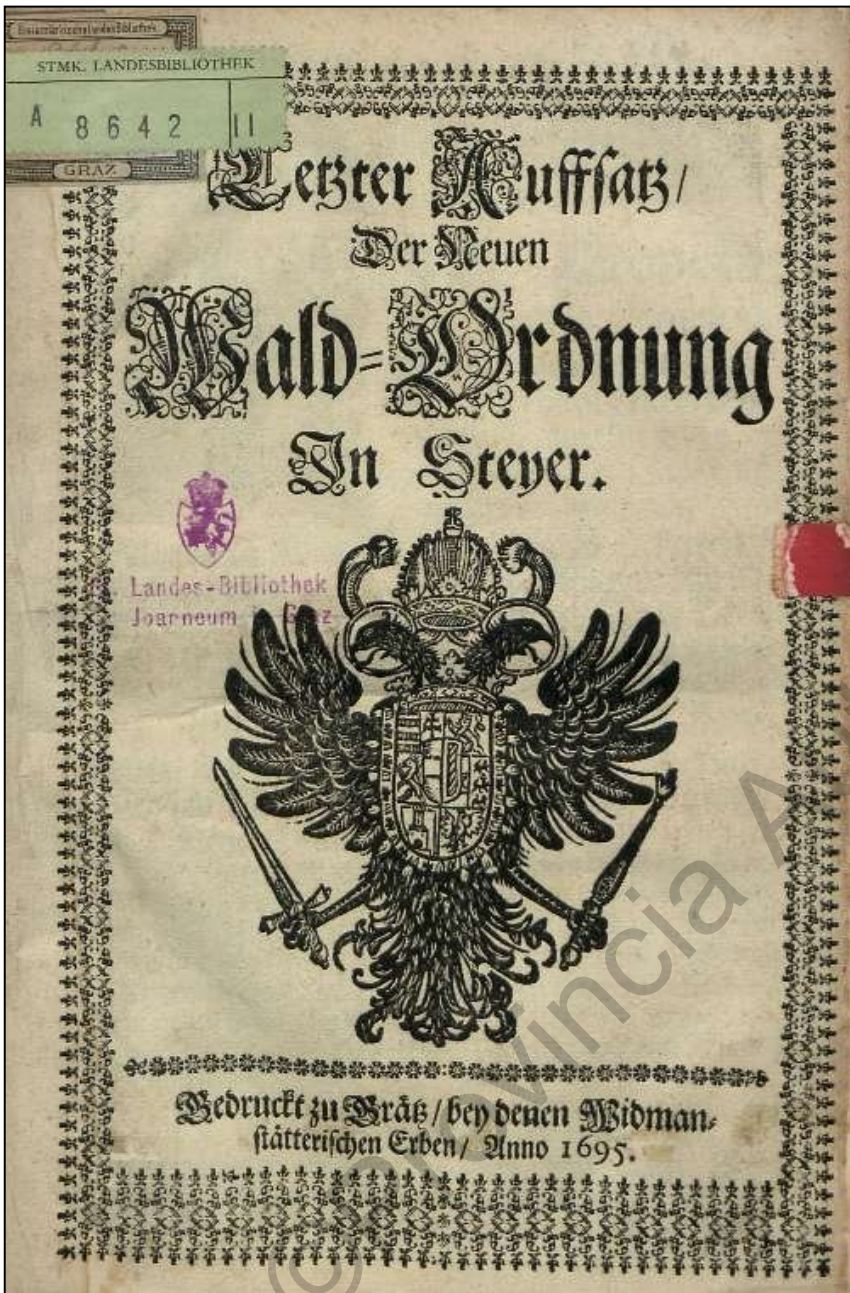 STMK. LANDESBIBLIOTHEK
A 8642 II
GRAZ
Letzter Auffsatz/
Der Neuen
Wald=Ordnung
In Steyer.
Landes-Bibliothek
Joanneum
Gedruckt zu Grätz/ bey denen Widman-
stätterischen Erben/ Anno 1695.
© Provincia A